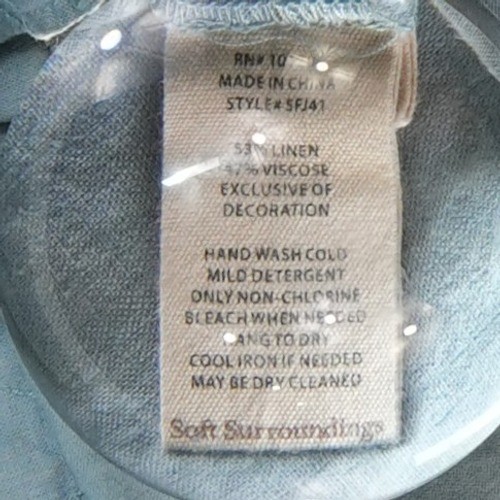 RN# 10
MADE IN CHINA
STYLE# SFJ41
53% LINEN
47% VISCOSE
EXCLUSIVE OF
DECORATION
HAND WASH COLD
MILD DETERGENT
ONLY NON-CHLORINE
BLEACH WHEN NEEDED
HANG TO DRY
COOL IRON IF NEEDED
MAY BE DRY CLEANED
Soft Surroundings